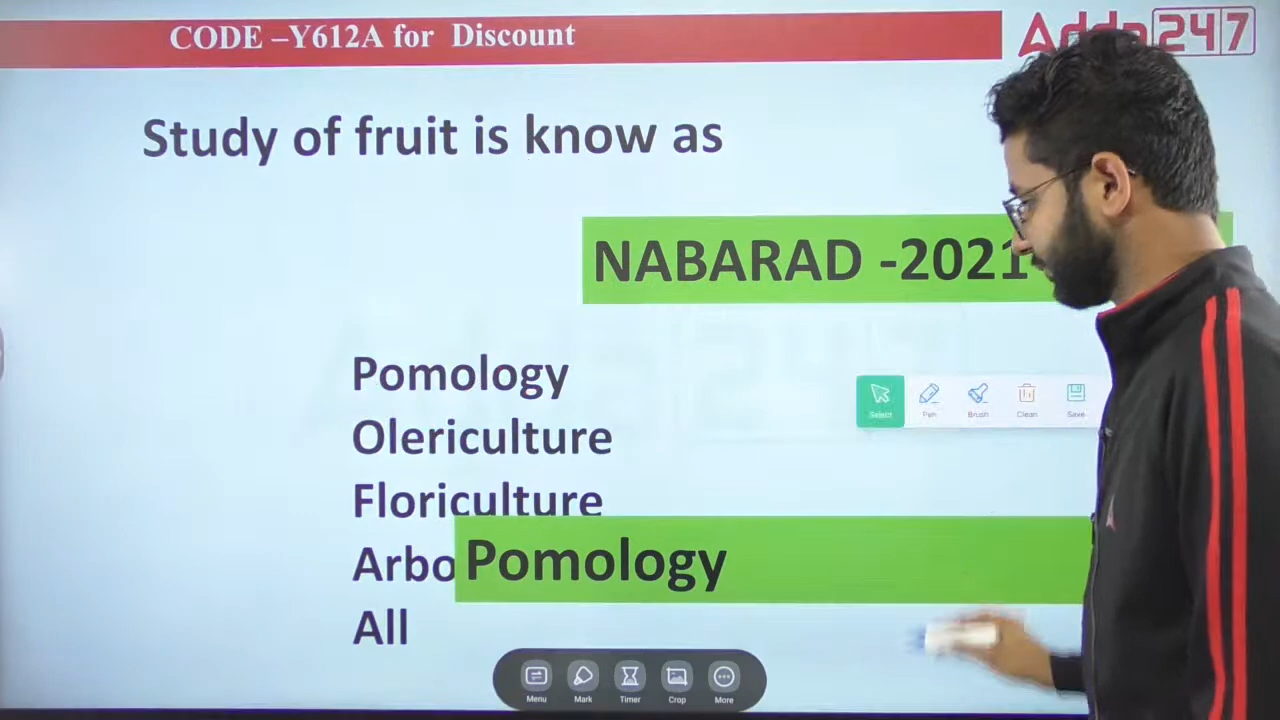 CODE –Y612A for Discount
Adda247
Study of fruit is know as
NABARAD -2021
Pomology
Olericulture
Floriculture
Arbo
Pomology
All
Select
Pen
Brush
Clean
Save
Menu
Mark
Timer
Crop
More